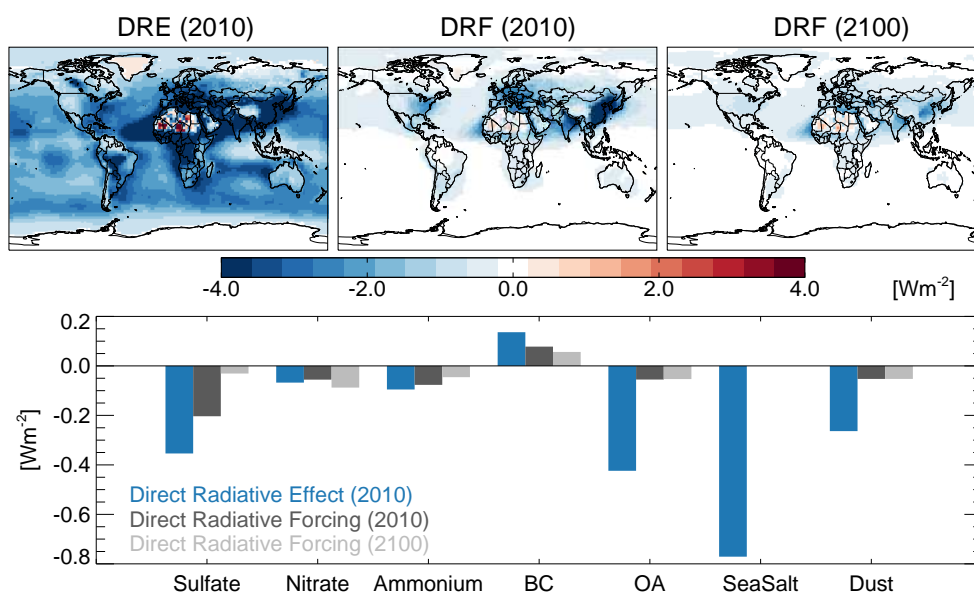 DRE (2010) DRF (2010) DRF (2100)
-4.0 -2.0 0.0 2.0 4.0 [Wm-2]
0.2
0.0
-0.2
-0.4
-0.6
-0.8
[Wm-2]
Direct Radiative Effect (2010)
Direct Radiative Forcing (2010)
Direct Radiative Forcing (2100)
Sulfate Nitrate Ammonium BC OA SeaSalt Dust